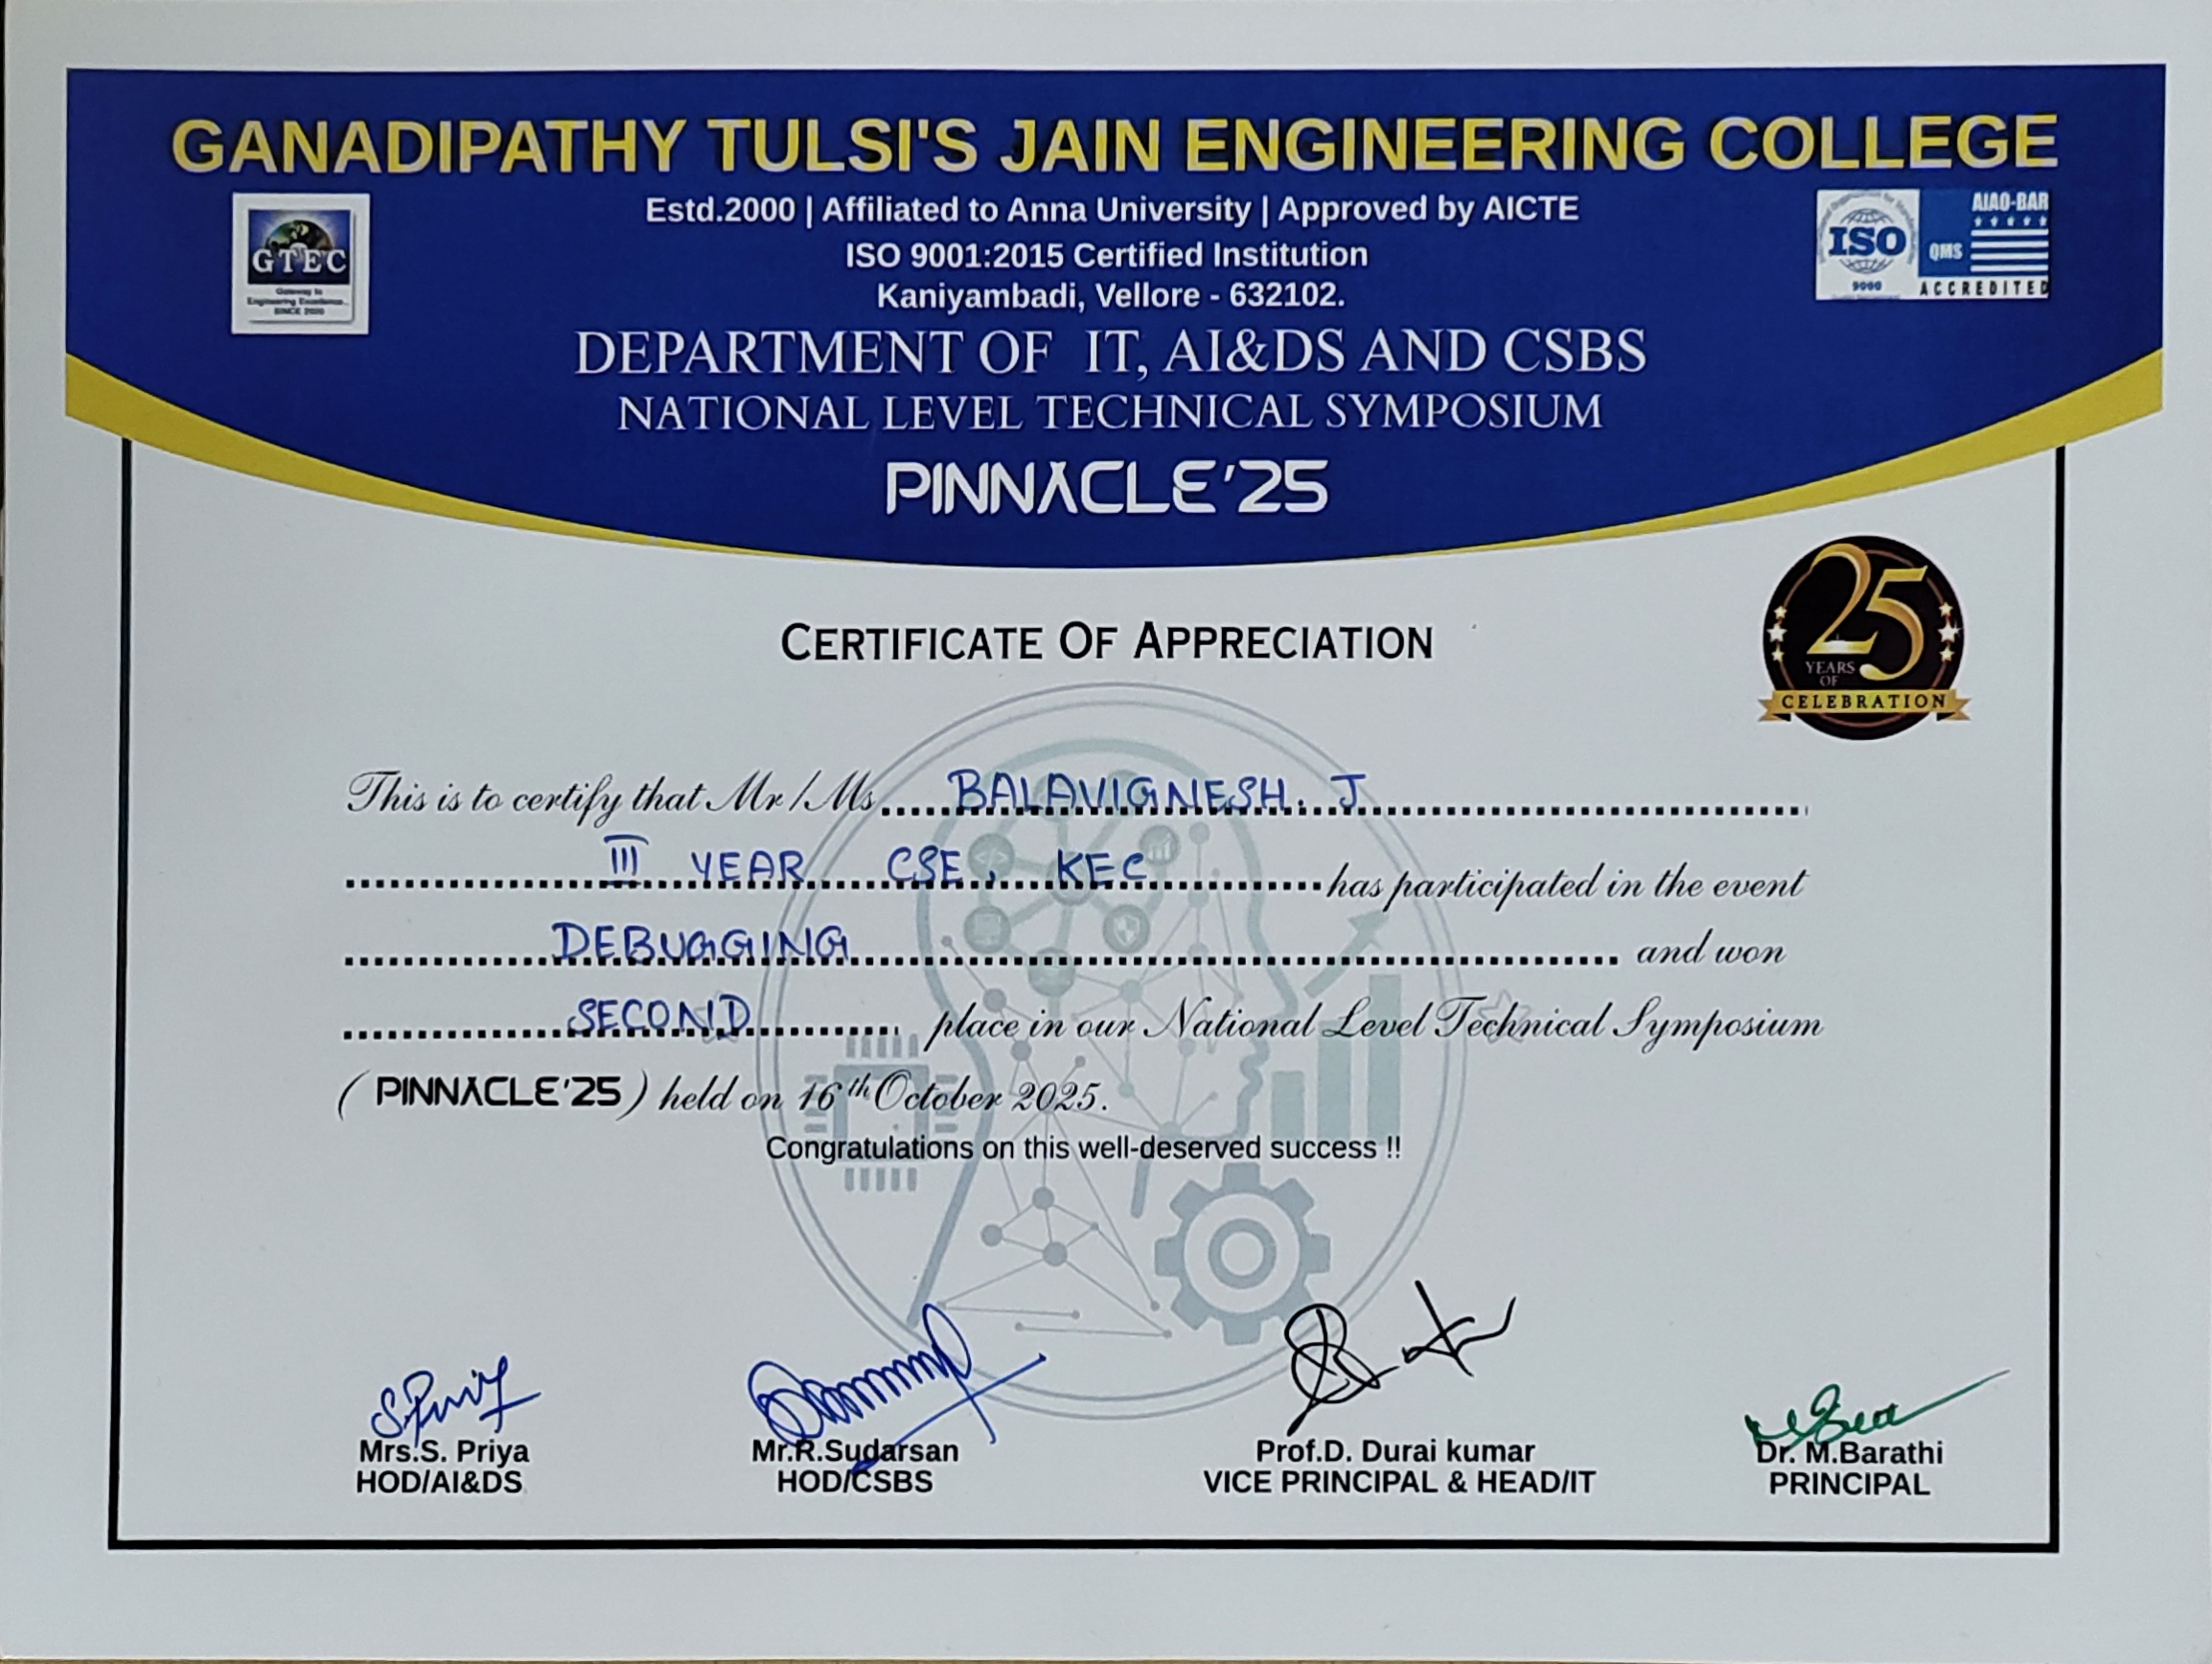 GANADIPATHY TULSI'S JAIN ENGINEERING COLLEGE
Estd.2000 | Affiliated to Anna University | Approved by AICTE
ISO 9001:2015 Certified Institution
Kaniyambadi, Vellore - 632102.
GTEC
Gateway to
Engineering Excellence...
ISO
9000
AIAO-BAR
QMS
ACCREDITED
DEPARTMENT OF IT, AI&DS AND CSBS
NATIONAL LEVEL TECHNICAL SYMPOSIUM
PINNACLE'25
25
YEARS
OF
CELEBRATION
CERTIFICATE OF APPRECIATION
This is to certify that Mr/Ms.... BALAVIGNESH. J
III YEAR CSE, KEC has participated in the event
DEBUGGING and won
SECOND place in our National Level Technical Symposium
( PINNACLE'25 ) held on 16th October 2025.
Congratulations on this well-deserved success !!
S Priya
Mrs.S. Priya
HOD/AI&DS
Mr.R.Sudarsan
HOD/CSBS
Prof.D. Durai kumar
VICE PRINCIPAL & HEAD/IT
Dr. M.Barathi
PRINCIPAL